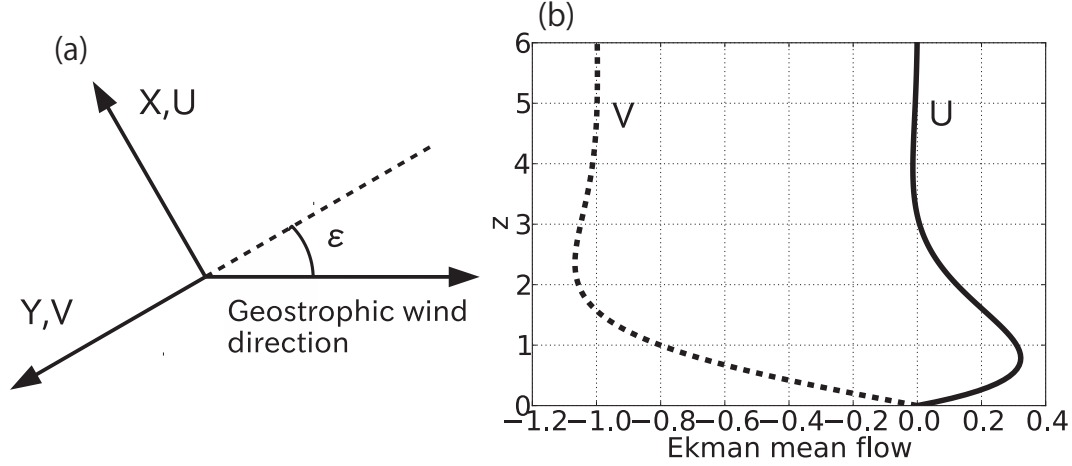 (a)
X,U
ε
Y,V
Geostrophic wind
direction
(b)
6
5
4
3
2
1
0
z
V
U
−1.2−1.0−0.8−0.6−0.4−0.2 0.0 0.2 0.4
Ekman mean flow